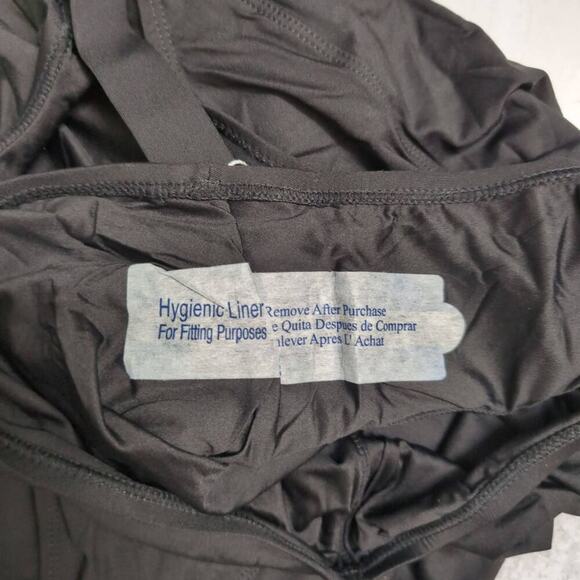 Hygienic Liner
For Fitting Purposes
Remove After Purchase
e Quita Despues de Comprar
nlever Apres L' Achat